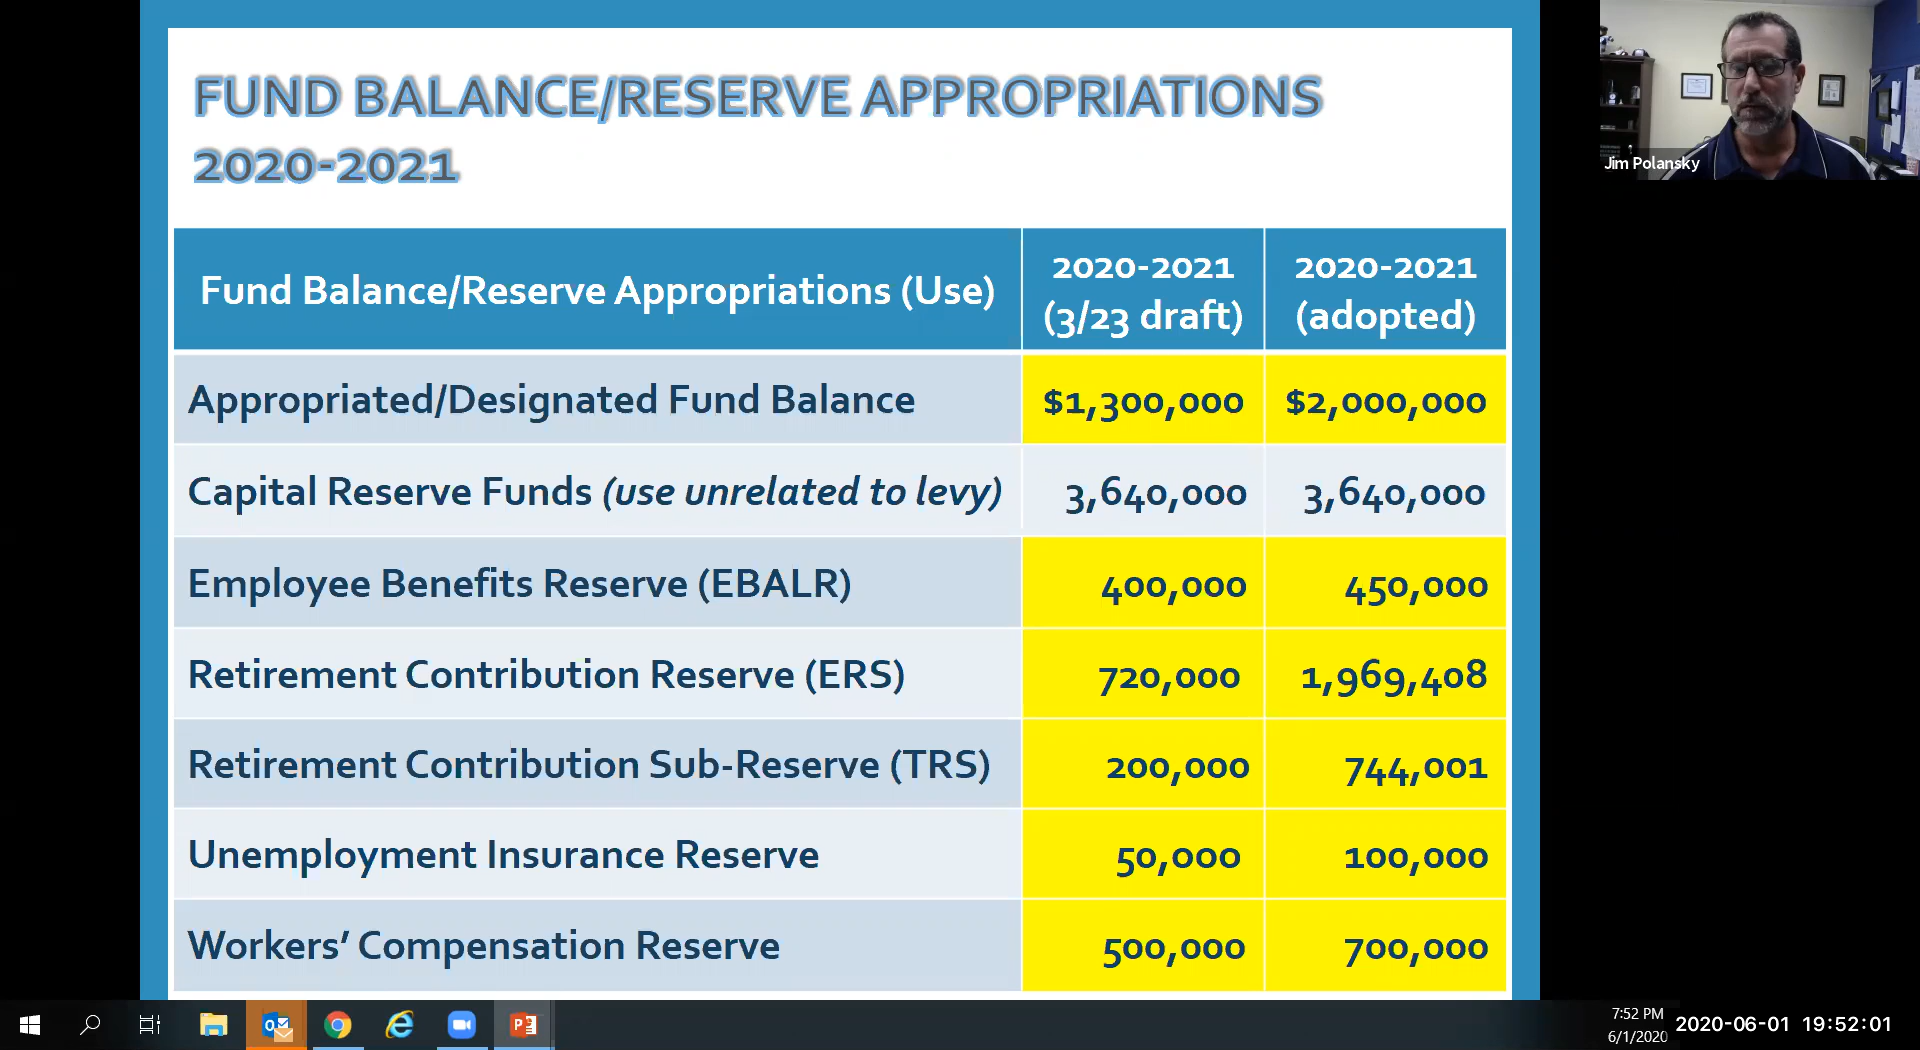 FUND BALANCE/RESERVE APPROPRIATIONS
2020-2021
Fund Balance/Reserve Appropriations (Use)
2020-2021
(3/23 draft)
2020-2021
(adopted)
Appropriated/Designated Fund Balance $1,300,000 $2,000,000
Capital Reserve Funds (use unrelated to levy) 3,640,000 3,640,000
Employee Benefits Reserve (EBALR) 400,000 450,000
Retirement Contribution Reserve (ERS) 720,000 1,969,408
Retirement Contribution Sub-Reserve (TRS) 200,000 744,001
Unemployment Insurance Reserve 50,000 100,000
Workers’ Compensation Reserve 500,000 700,000
Jim Polansky
7:52 PM
6/1/2020
2020-06-01 19:52:01